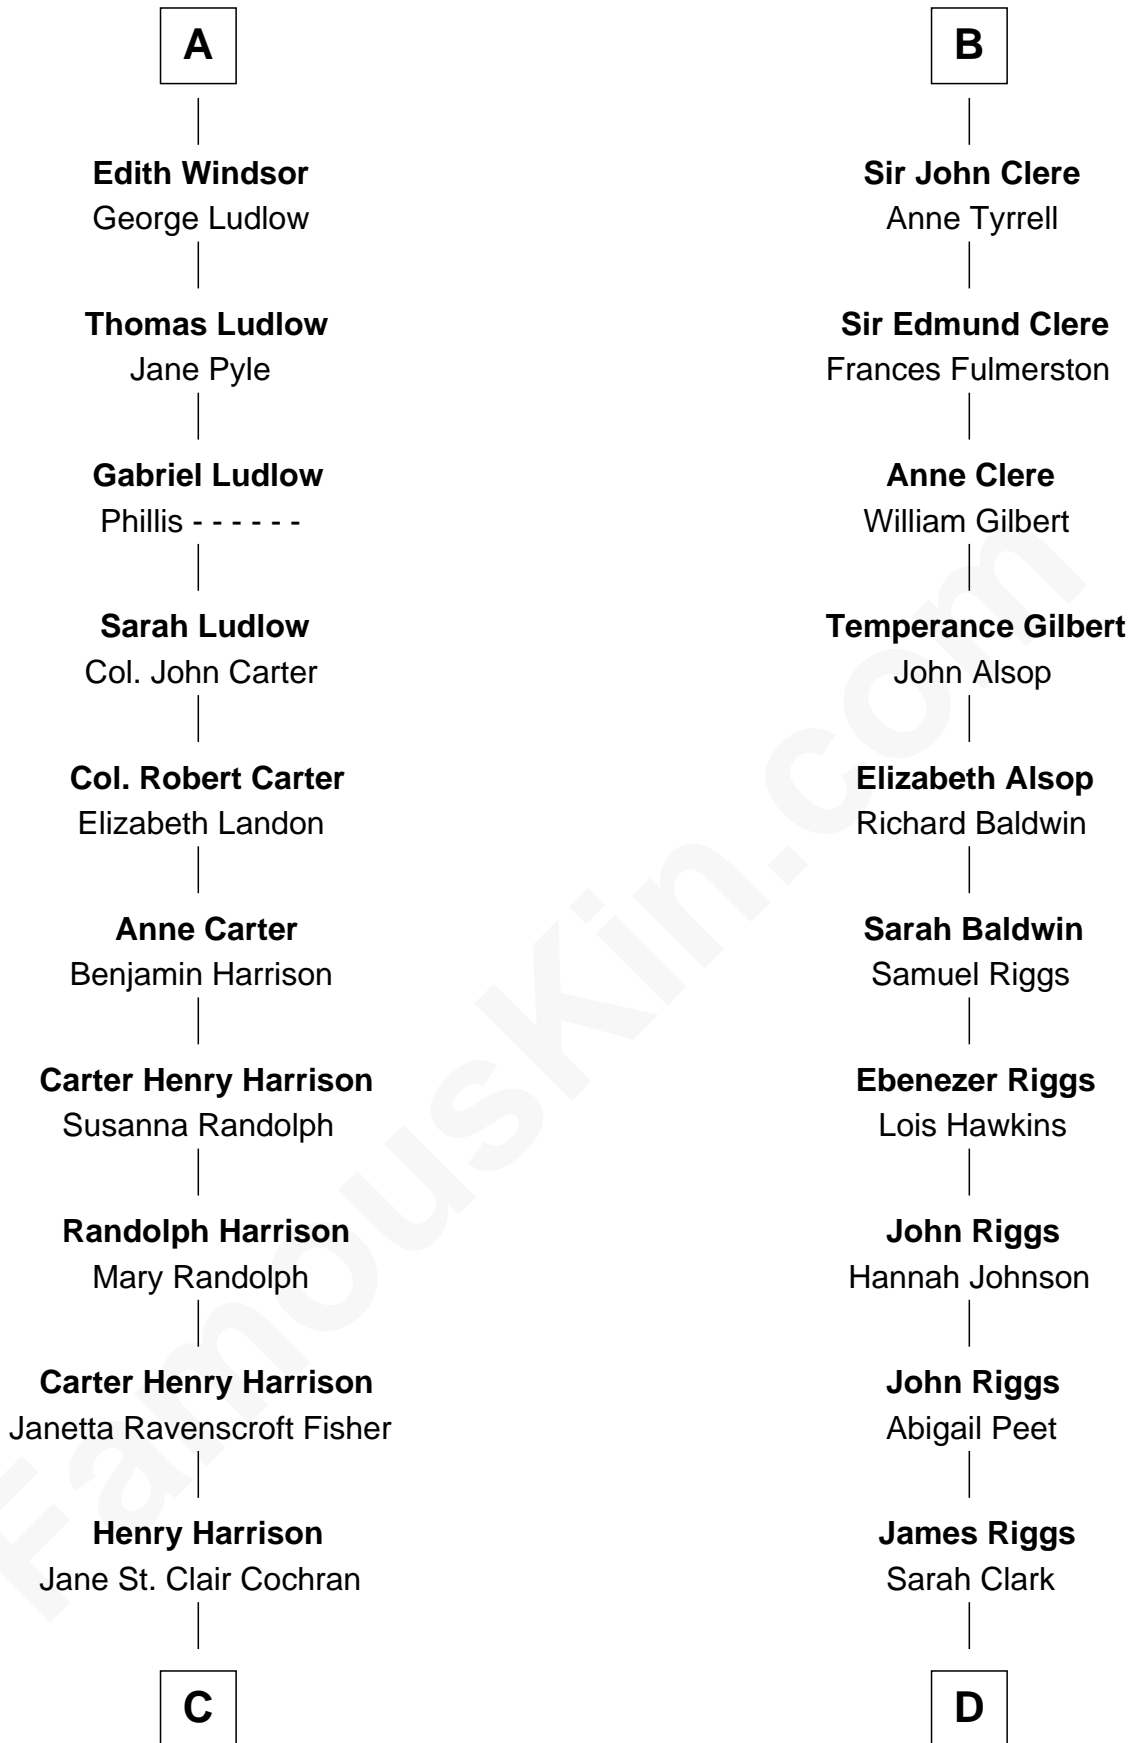 A
Edith Windsor
George Ludlow
Thomas Ludlow
Jane Pyle
Gabriel Ludlow
Phillis - - - - - -
Sarah Ludlow
Col. John Carter
Col. Robert Carter
Elizabeth Landon
Anne Carter
Benjamin Harrison
Carter Henry Harrison
Susanna Randolph
Randolph Harrison
Mary Randolph
Carter Henry Harrison
Janetta Ravenscroft Fisher
Henry Harrison
Jane St. Clair Cochran
C
B
Sir John Clere
Anne Tyrrell
Sir Edmund Clere
Frances Fulmerston
Anne Clere
William Gilbert
Temperance Gilbert
John Alsop
Elizabeth Alsop
Richard Baldwin
Sarah Baldwin
Samuel Riggs
Ebenezer Riggs
Lois Hawkins
John Riggs
Hannah Johnson
John Riggs
Abigail Peet
James Riggs
Sarah Clark
D
FamousKin.com